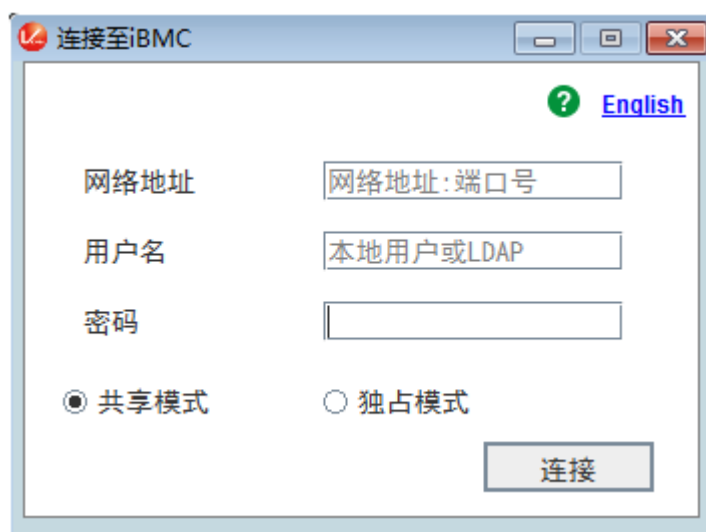 连接至iBMC
English
网络地址 网络地址:端口号
用户名 本地用户或LDAP
密码
共享模式 独占模式
连接